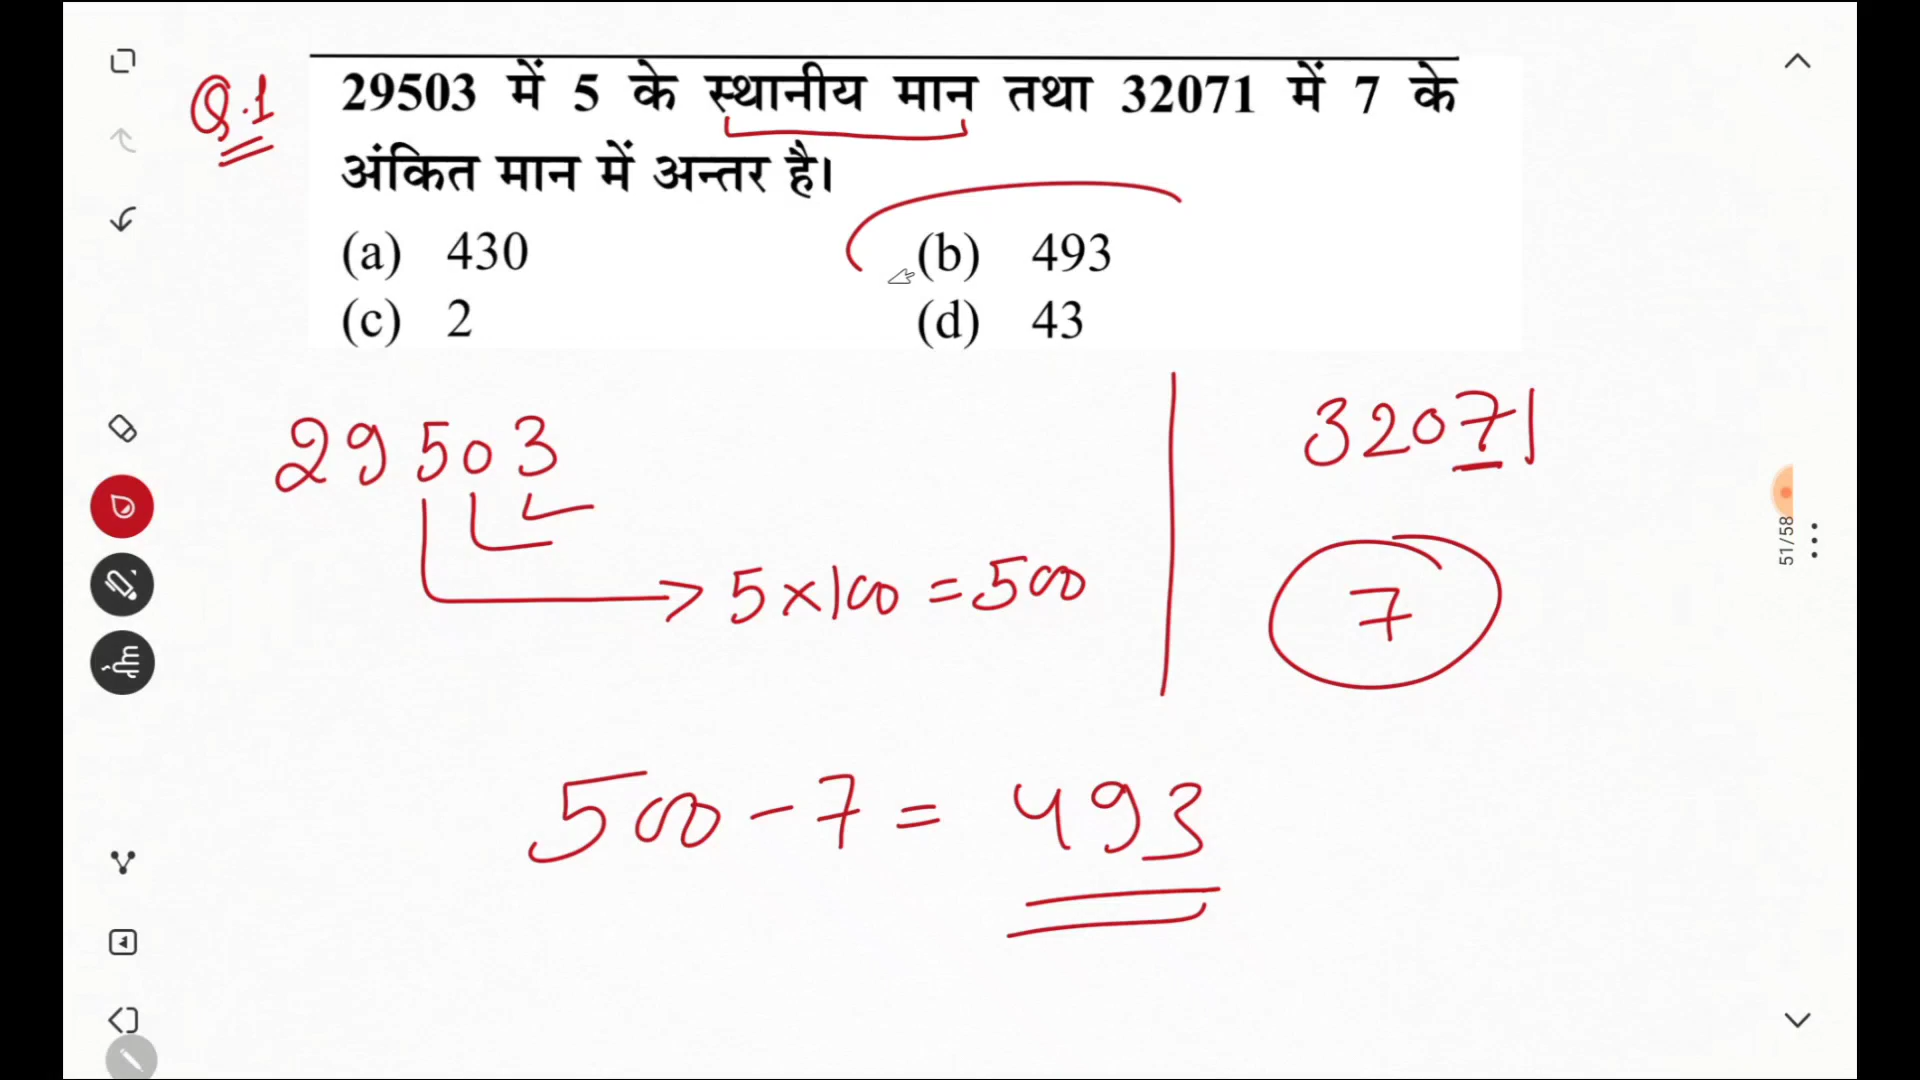 Q.1
29503 में 5 के स्थानीय मान तथा 32071 में 7 के
अंकित मान में अन्तर है।
(a) 430 (b) 493
(c) 2 (d) 43
29503
32071
5×100 = 500
7
500 - 7 = 493
51/58